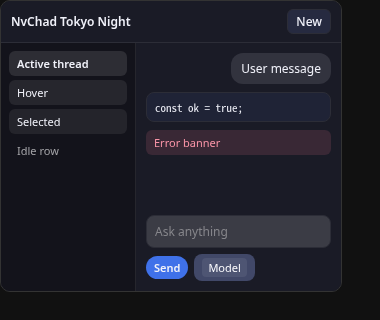 NvChad Tokyo Night
New
Active thread
Hover
Selected
Idle row
User message
const ok = true;
Error banner
Ask anything
Send
Model